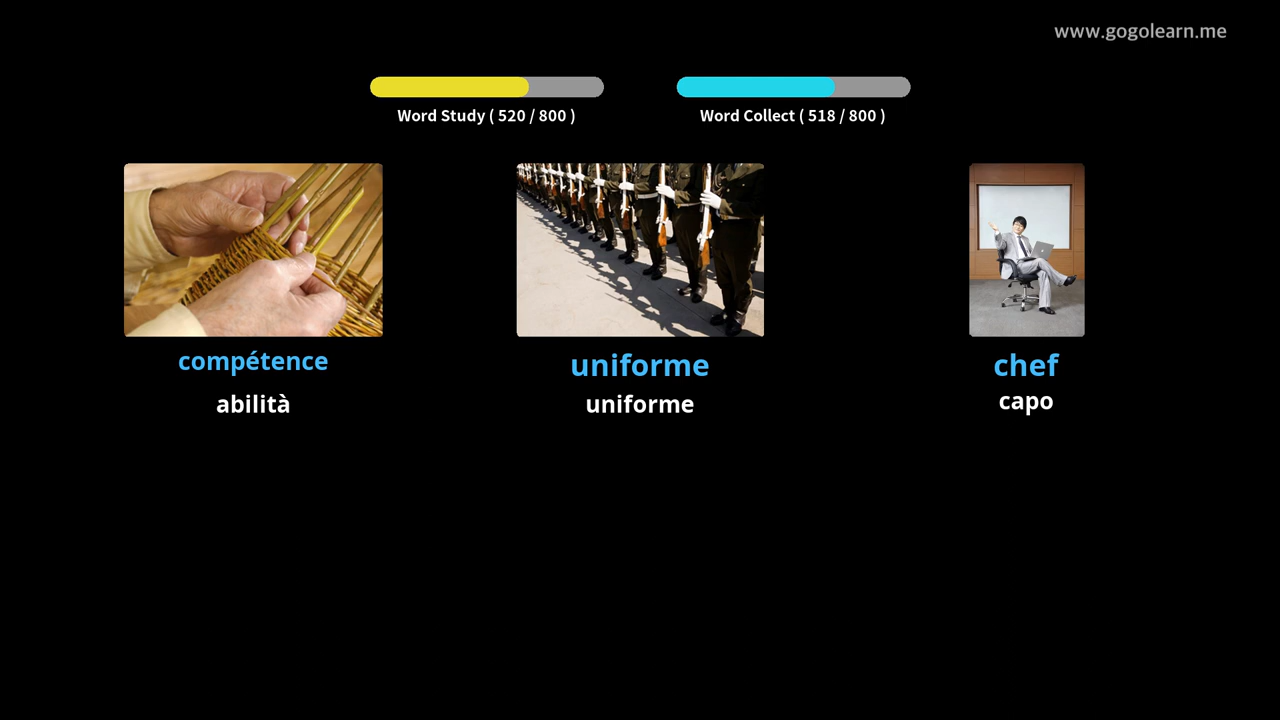 www.gogolearn.me
Word Study ( 520 / 800 )
Word Collect ( 518 / 800 )
compétence
abilità
uniforme
uniforme
chef
capo